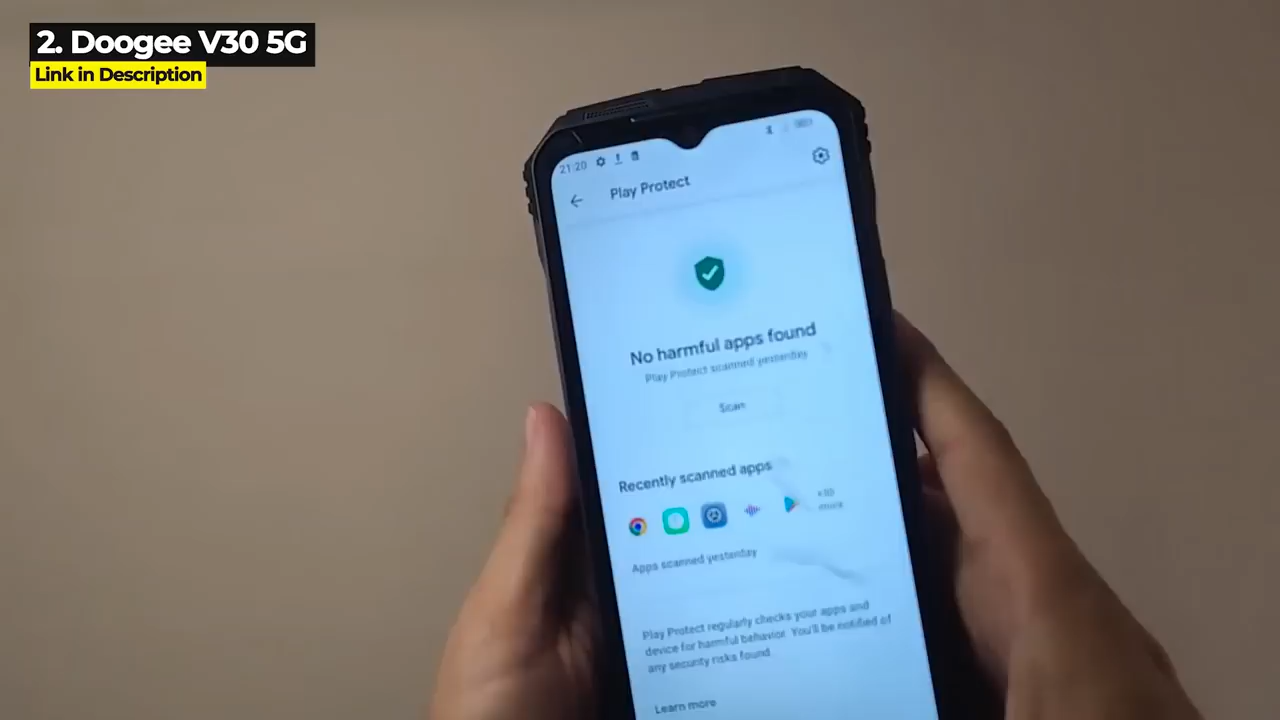 2. Doogee V30 5G
Link in Description
21:20
Play Protect
No harmful apps found
Play Protect scanned yesterday
Scan
Recently scanned apps
more
Apps scanned yesterday
Play Protect regularly checks your apps and
device for harmful behavior. You'll be notified of
any security risks found.
Learn more